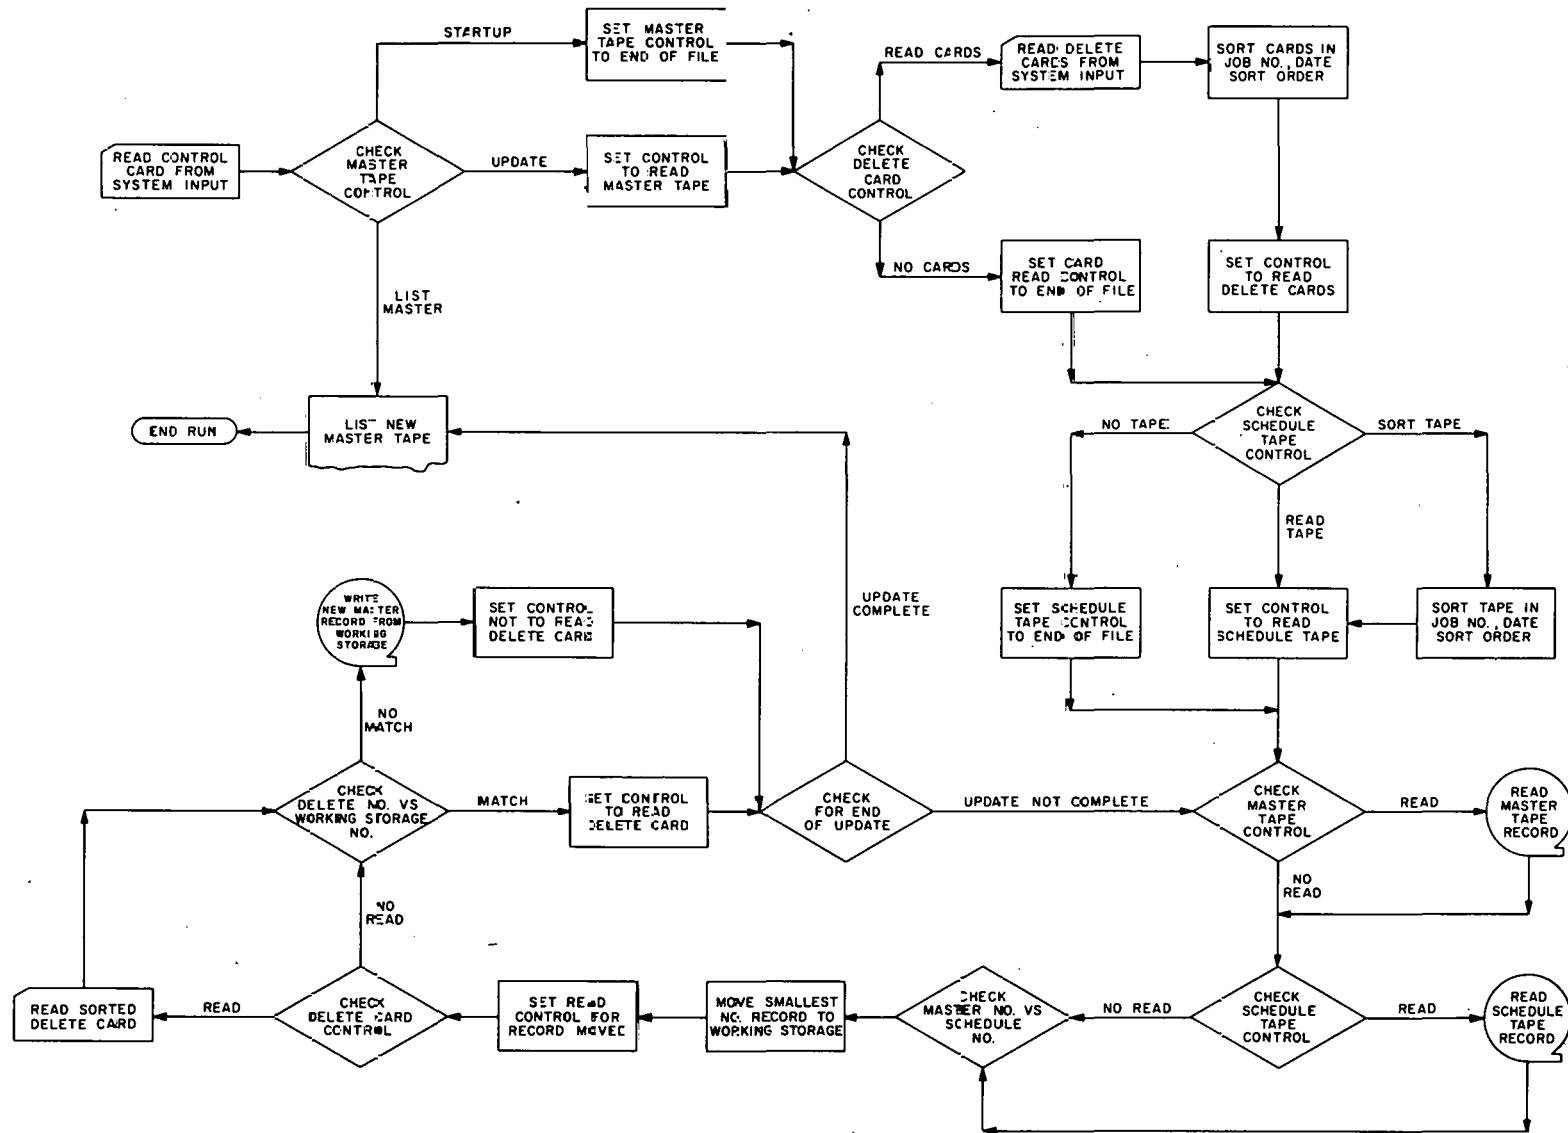 STARTUP
SET MASTER
TAPE CONTROL
TO END OF FILE
READ CARDS
READ DELETE
CARDS FROM
SYSTEM INPUT
SORT CARDS IN
JOB NO., DATE
SORT ORDER
READ CONTROL
CARD FROM
SYSTEM INPUT
CHECK
MASTER
TAPE
CONTROL
UPDATE
SET CONTROL
TO READ
MASTER TAPE
CHECK
DELETE
CARD
CONTROL
NO CARDS
SET CARD
READ CONTROL
TO END OF FILE
SET CONTROL
TO READ
DELETE CARDS
LIST
MASTER
END RUN
LIST NEW
MASTER TAPE
NO TAPE
CHECK
SCHEDULE
TAPE
CONTROL
SORT TAPE
READ
TAPE
WRITE
NEW MASTER
RECORD FROM
WORKING
STORAGE
SET CONTROL
NOT TO READ
DELETE CARD
UPDATE
COMPLETE
SET SCHEDULE
TAPE CONTROL
TO END OF FILE
SET CONTROL
TO READ
SCHEDULE TAPE
SORT TAPE IN
JOB NO., DATE
SORT ORDER
NO
MATCH
CHECK
DELETE NO. VS
WORKING STORAGE
NO.
MATCH
SET CONTROL
TO READ
DELETE CARD
CHECK
FOR END
OF UPDATE
UPDATE NOT COMPLETE
CHECK
MASTER
TAPE
CONTROL
READ
READ
MASTER
TAPE
RECORD
NO
READ
NO
READ
READ SORTED
DELETE CARD
READ
CHECK
DELETE CARD
CONTROL
SET READ
CONTROL FOR
RECORD MOVED
MOVE SMALLEST
NO. RECORD TO
WORKING STORAGE
CHECK
MASTER NO. VS
SCHEDULE
NO.
NO READ
CHECK
SCHEDULE
TAPE
CONTROL
READ
READ
SCHEDULE
TAPE
RECORD